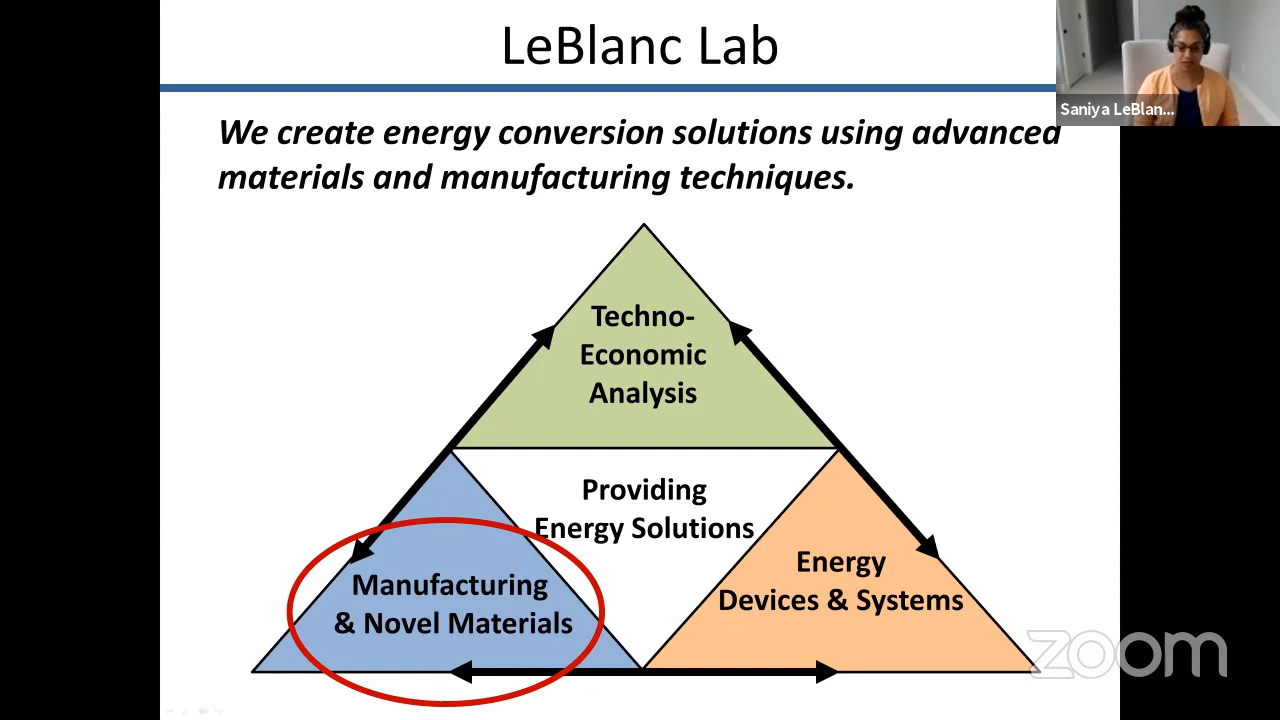 LeBlanc Lab
Saniya LeBlan...
We create energy conversion solutions using advanced
materials and manufacturing techniques.
Techno-
Economic
Analysis
Providing
Energy Solutions
Energy
Devices & Systems
Manufacturing
& Novel Materials
zoom